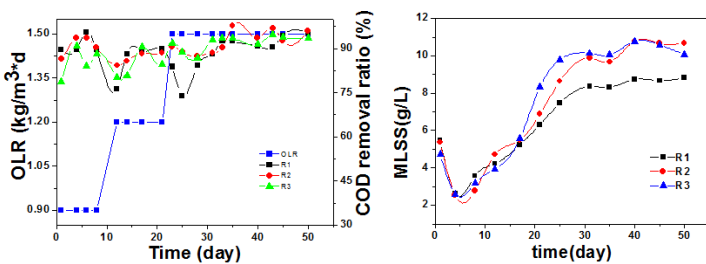 OLR (kg/m³*d)
1.50
1.35
1.20
1.05
0.90
0 10 20 30 40 50
Time (day)
COD removal ratio (%)
90
75
60
45
30
OLR
R1
R2
R3
MLSS(g/L)
12
10
8
6
4
2
0 10 20 30 40 50
time(day)
R1
R2
R3